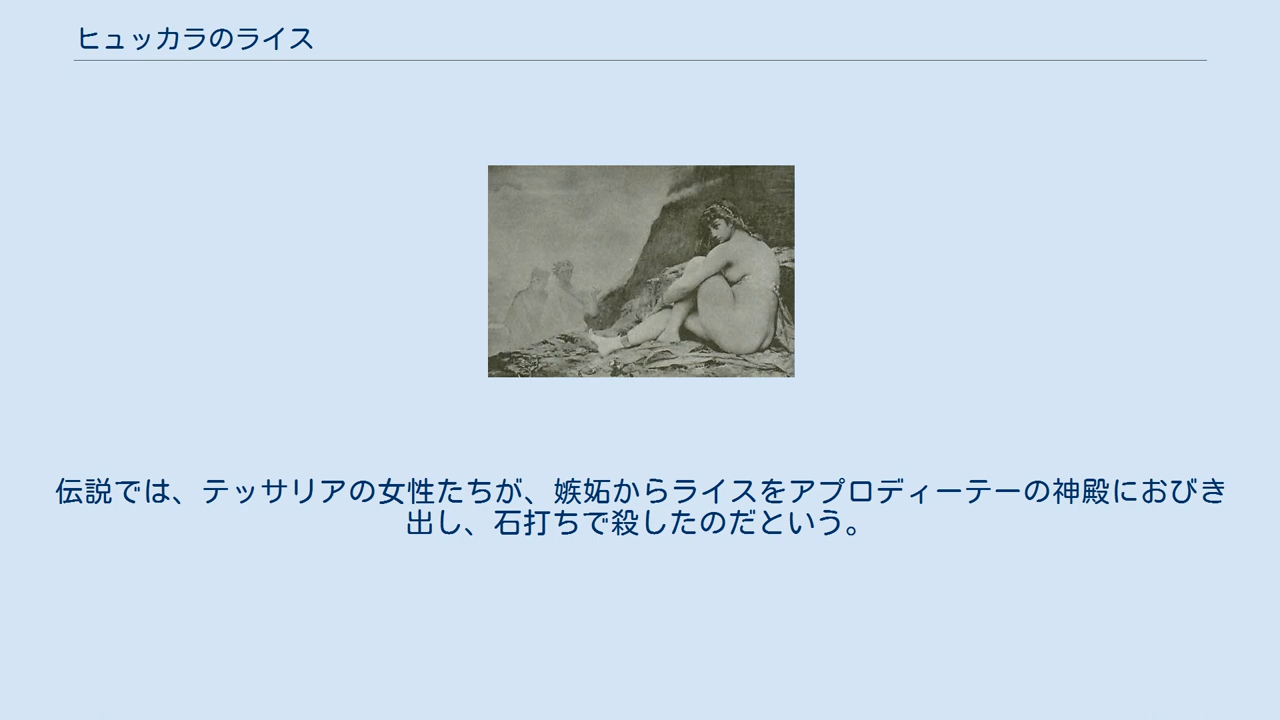 ヒュッカラのライス
伝説では、テッサリアの女性たちが、嫉妬からライスをアプロディーテーの神殿におびき
出し、石打ちで殺したのだという。